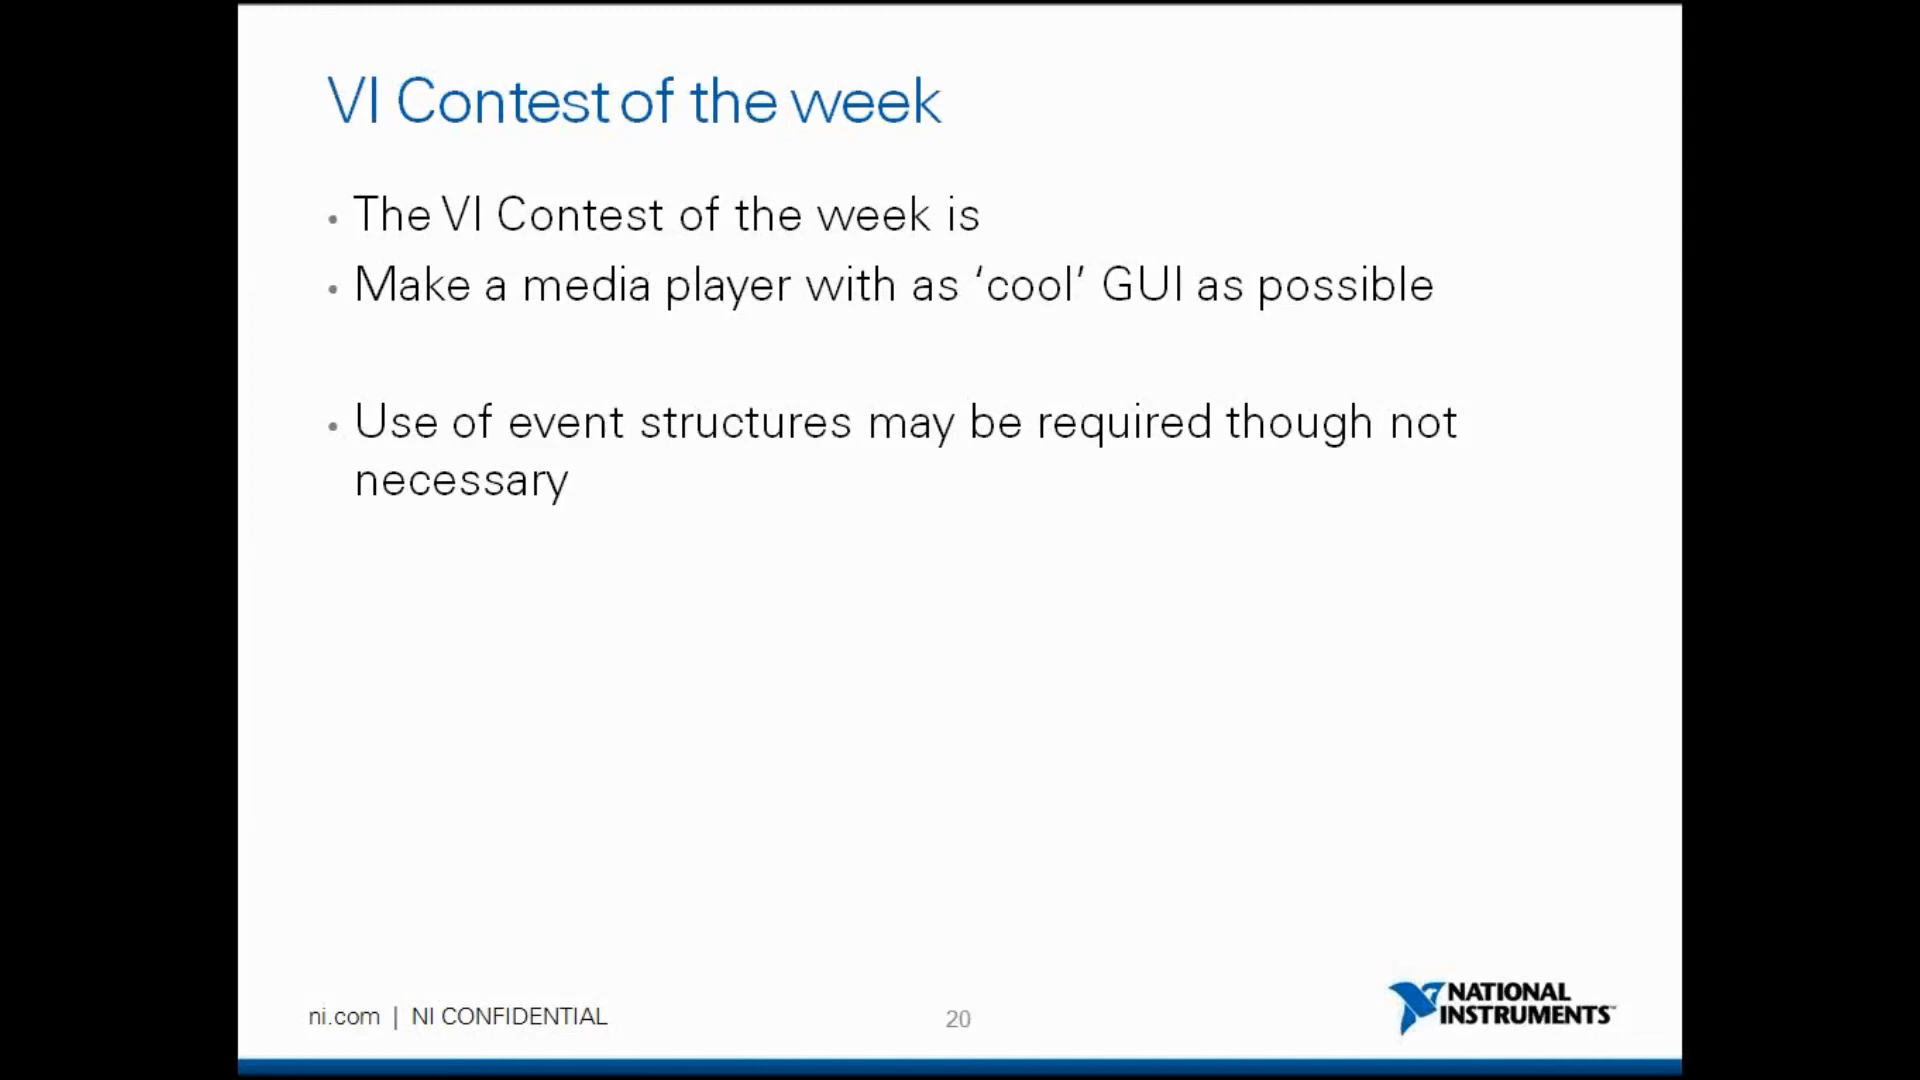 VI Contest of the week
• The VI Contest of the week is
• Make a media player with as ‘cool’ GUI as possible
• Use of event structures may be required though not
necessary
ni.com | NI CONFIDENTIAL
20
NATIONAL
INSTRUMENTS™